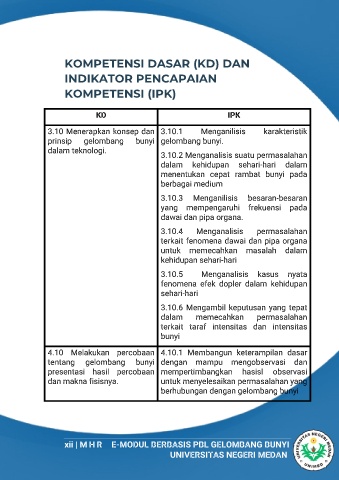 KOMPETENSI DASAR (KD) DAN
INDIKATOR PENCAPAIAN
KOMPETENSI (IPK)
KD IPK
3.10 Menerapkan konsep dan
prinsip gelombang bunyi
dalam teknologi.
3.10.1 Menganilisis karakteristik
gelombang bunyi.
3.10.2 Menganalisis suatu permasalahan
dalam kehidupan sehari-hari dalam
menentukan cepat rambat bunyi pada
berbagai medium
3.10.3 Menganilisis besaran-besaran
yang mempengaruhi frekuensi pada
dawai dan pipa organa.
3.10.4 Menganalisis permasalahan
terkait fenomena dawai dan pipa organa
untuk memecahkan masalah dalam
kehidupan sehari-hari
3.10.5 Menganalisis kasus nyata
fenomena efek dopler dalam kehidupan
sehari-hari
3.10.6 Mengambil keputusan yang tepat
dalam memecahkan permasalahan
terkait taraf intensitas dan intensitas
bunyi
4.10 Melakukan percobaan
tentang gelombang bunyi
presentasi hasil percobaan
dan makna fisisnya.
4.10.1 Membangun keterampilan dasar
dengan mampu mengobservasi dan
mempertimbangkan hasisl observasi
untuk menyelesaikan permasalahan yang
berhubungan dengan gelombang bunyi
xii | M H R E-MODUL BERBASIS PBL GELOMBANG BUNYI
UNIVERSITAS NEGERI MEDAN
UNIVERSITAS NEGERI MEDAN
UNIMED